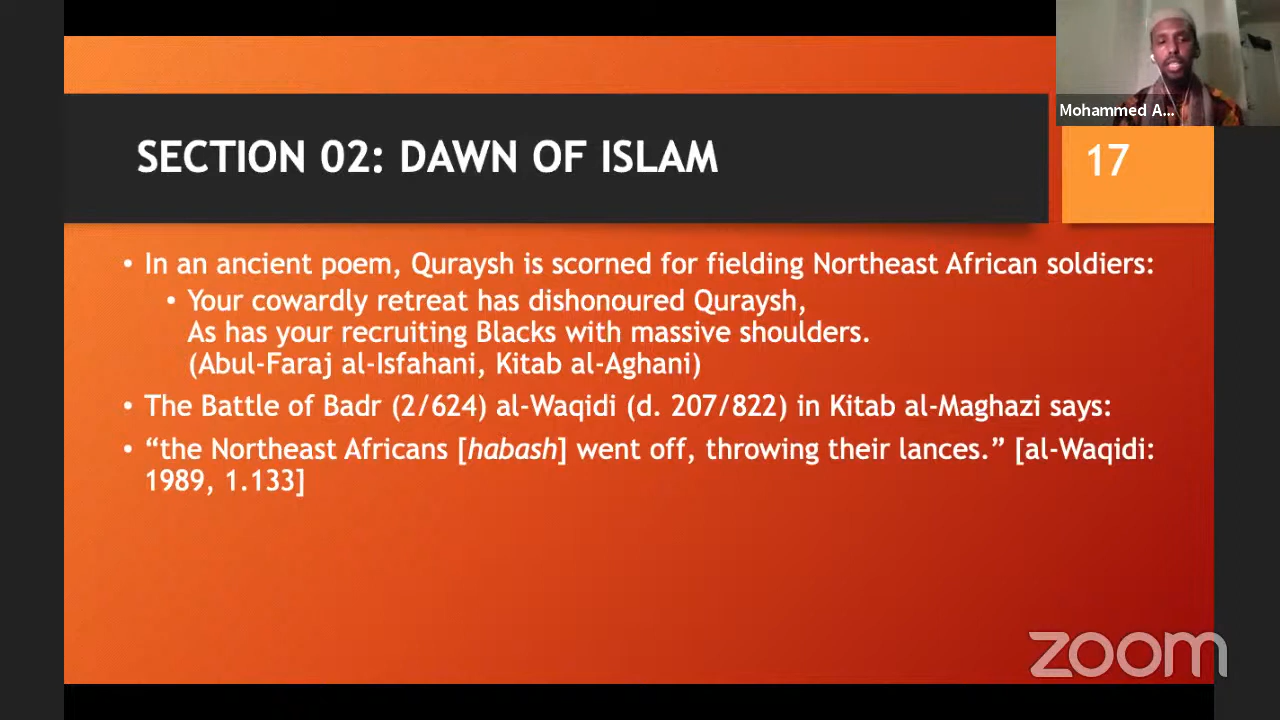 SECTION 02: DAWN OF ISLAM
Mohammed A...
17
• In an ancient poem, Quraysh is scorned for fielding Northeast African soldiers:
• Your cowardly retreat has dishonoured Quraysh,
As has your recruiting Blacks with massive shoulders.
(Abul-Faraj al-Isfahani, Kitab al-Aghani)
• The Battle of Badr (2/624) al-Waqidi (d. 207/822) in Kitab al-Maghazi says:
• “the Northeast Africans [habash] went off, throwing their lances.” [al-Waqidi:
1989, 1.133]
zoom